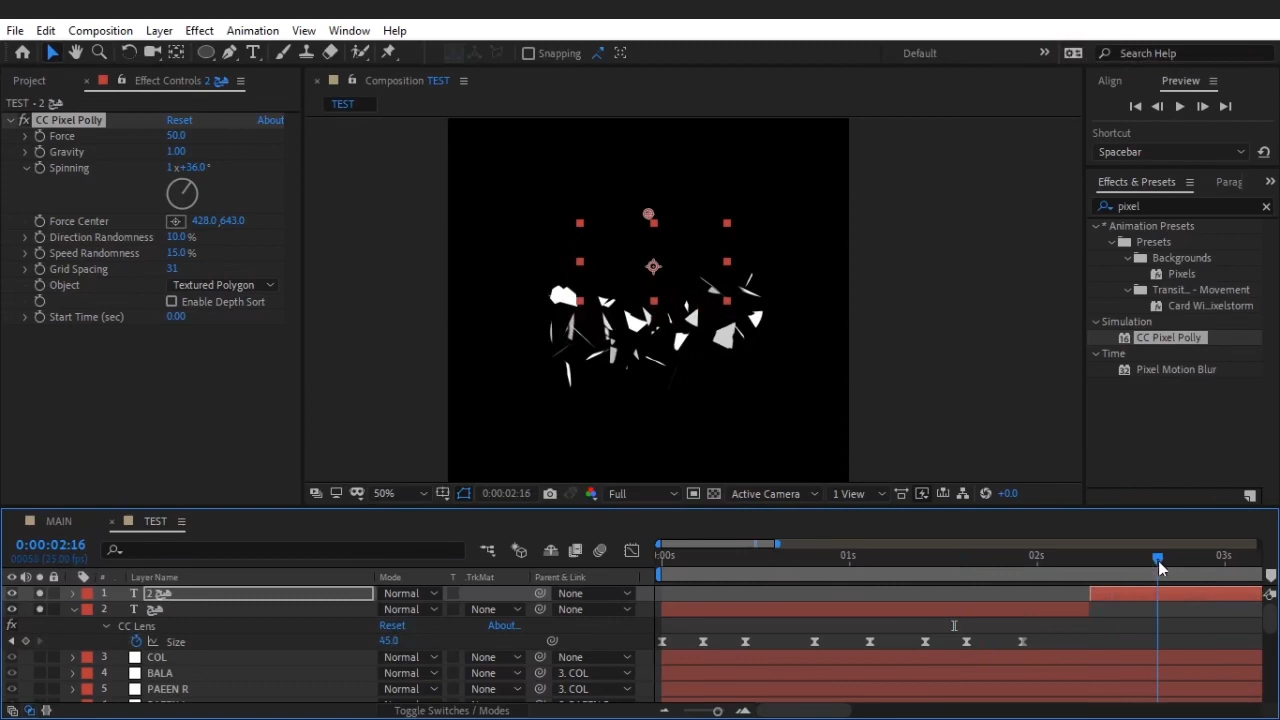 File Edit Composition Layer Effect Animation View Window Help
Snapping
Default
Search Help
Project
Effect Controls 2 هیچ
Composition TEST
Align
Preview
TEST - 2 هیچ
TEST
CC Pixel Polly Reset About
Force 50.0
Gravity 1.00
Spinning 1 x+36.0°
Force Center 428.0,643.0
Direction Randomness 10.0 %
Speed Randomness 15.0 %
Grid Spacing 31
Object Textured Polygon
Enable Depth Sort
Start Time (sec) 0.00
Shortcut
Spacebar
Effects & Presets
Parag
pixel
* Animation Presets
Presets
Backgrounds
Pixels
Transit... - Movement
Card Wi...ixelstorm
Simulation
CC Pixel Polly
Time
Pixel Motion Blur
50% 0:00:02:16 Full Active Camera 1 View +0.0
MAIN
TEST
0:00:02:16
:00s 01s 02s 03s
# Layer Name Mode T TrkMat Parent & Link
1 T 2 هیچ Normal None
2 T هیچ Normal None None
fx CC Lens Reset About...
Size 45.0
3 COL Normal None None
4 BALA Normal None 3. COL
5 PAEEN R Normal None 3. COL
Toggle Switches / Modes